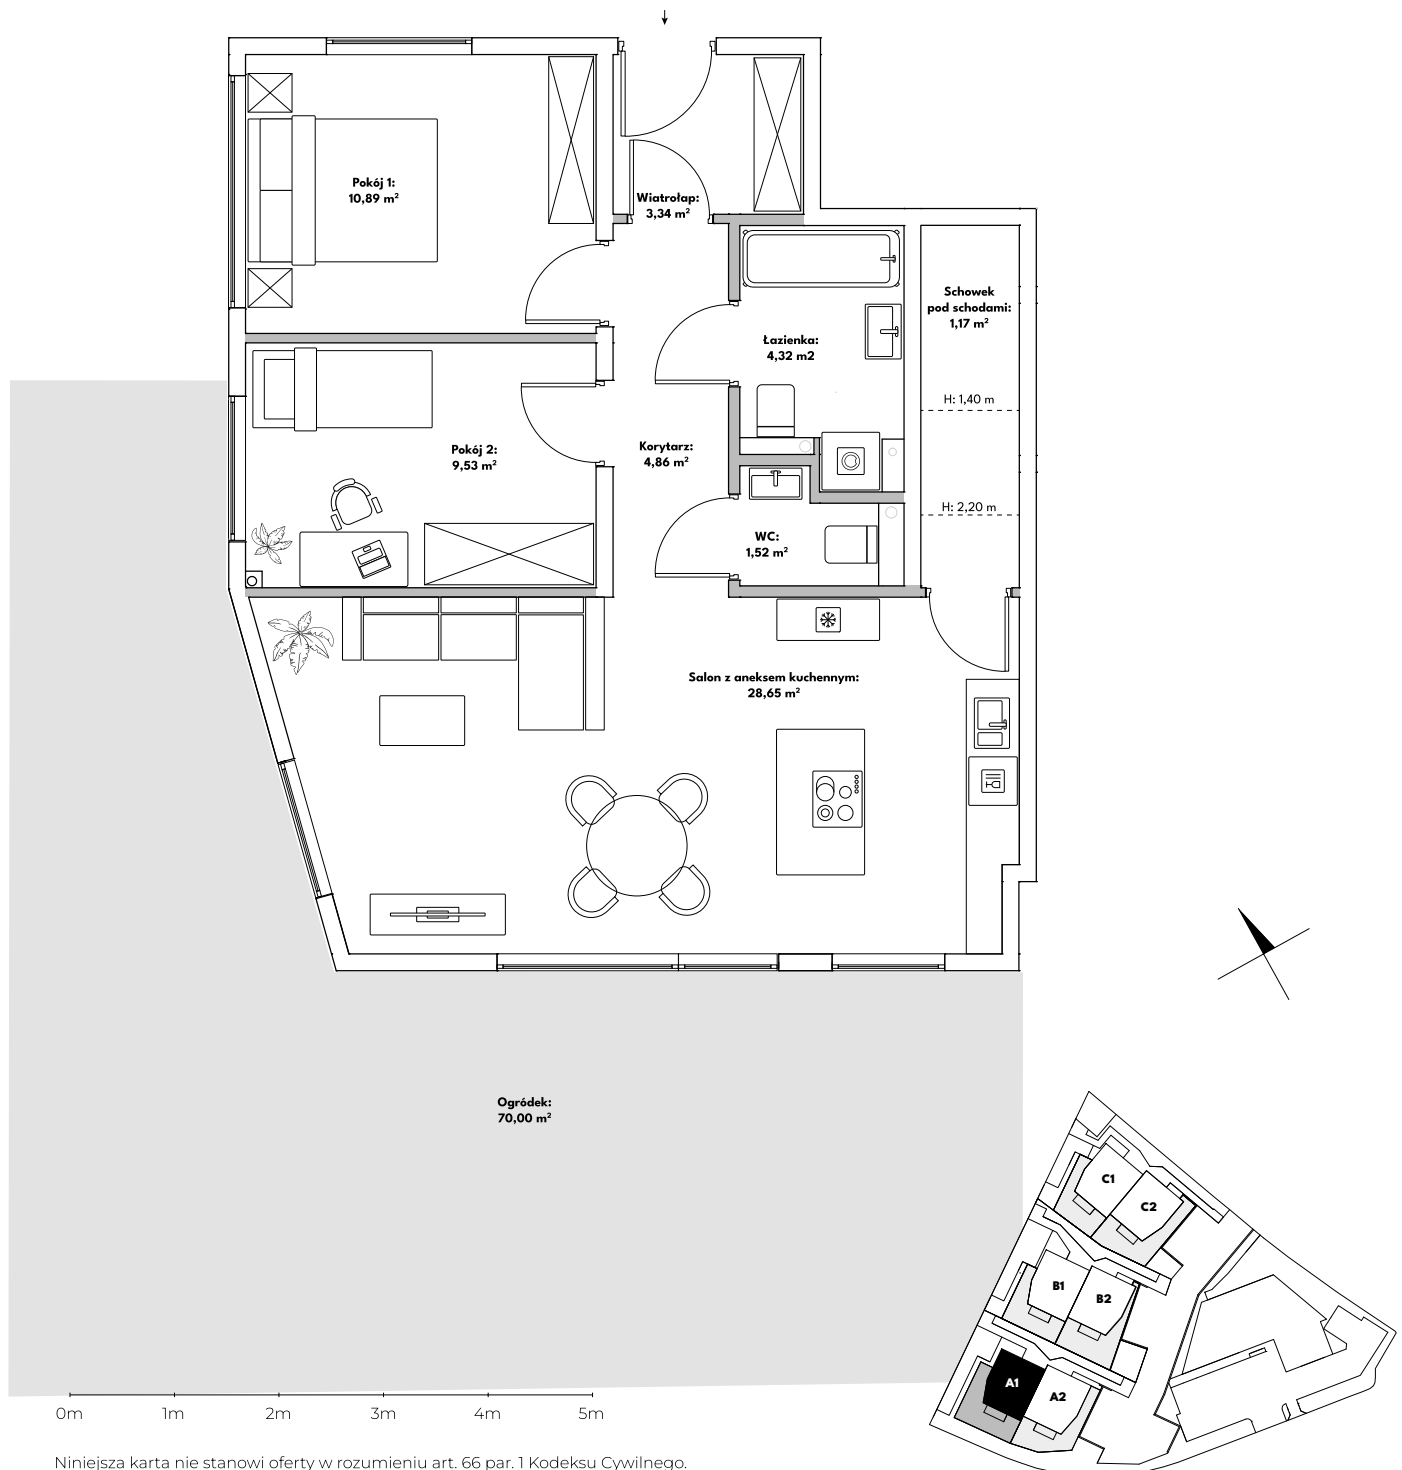 Pokój 1:
10,89 m²
Wiatrołap:
3,34 m²
Schowek
pod schodami:
1,17 m²
Łazienka:
4,32 m2
H: 1,40 m
Pokój 2:
9,53 m²
Korytarz:
4,86 m²
H: 2,20 m
WC:
1,52 m²
Salon z aneksem kuchennym:
28,65 m²
Ogródek:
70,00 m²
C1
C2
B1
B2
A1
A2
0m 1m 2m 3m 4m 5m
Niniejsza karta nie stanowi oferty w rozumieniu art. 66 par. 1 Kodeksu Cywilnego.